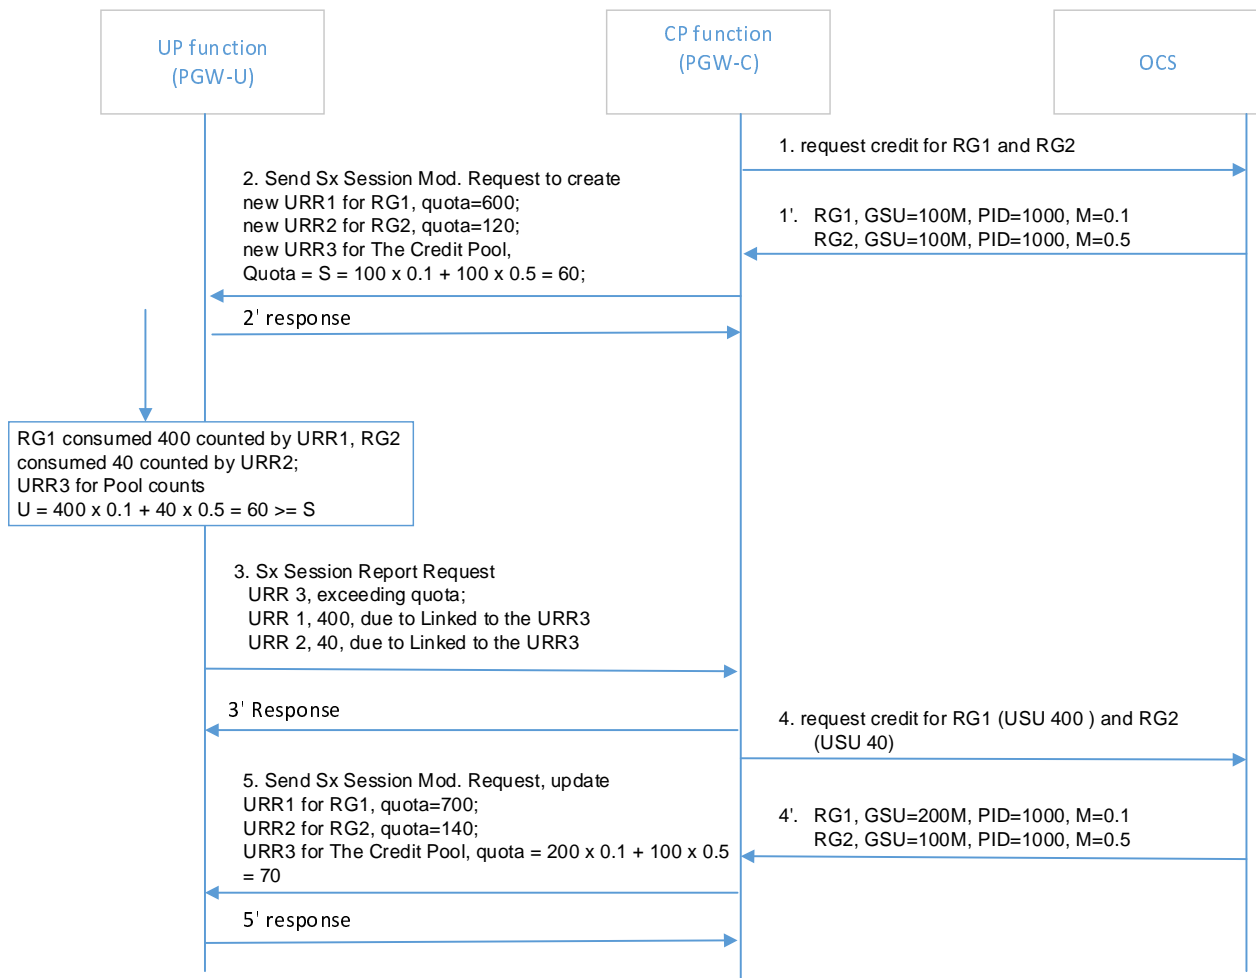 UP function
(PGW-U)
CP function
(PGW-C)
OCS
1. request credit for RG1 and RG2
2. Send Sx Session Mod. Request to create
new URR1 for RG1, quota=600;
new URR2 for RG2, quota=120;
new URR3 for The Credit Pool,
Quota = S = 100 x 0.1 + 100 x 0.5 = 60;
1'. RG1, GSU=100M, PID=1000, M=0.1
RG2, GSU=100M, PID=1000, M=0.5
2' response
RG1 consumed 400 counted by URR1, RG2
consumed 40 counted by URR2;
URR3 for Pool counts
U = 400 x 0.1 + 40 x 0.5 = 60 >= S
3. Sx Session Report Request
URR 3, exceeding quota;
URR 1, 400, due to Linked to the URR3
URR 2, 40, due to Linked to the URR3
3' Response
4. request credit for RG1 (USU 400 ) and RG2
(USU 40)
5. Send Sx Session Mod. Request, update
URR1 for RG1, quota=700;
URR2 for RG2, quota=140;
URR3 for The Credit Pool, quota = 200 x 0.1 + 100 x 0.5
= 70
4'. RG1, GSU=200M, PID=1000, M=0.1
RG2, GSU=100M, PID=1000, M=0.5
5' response